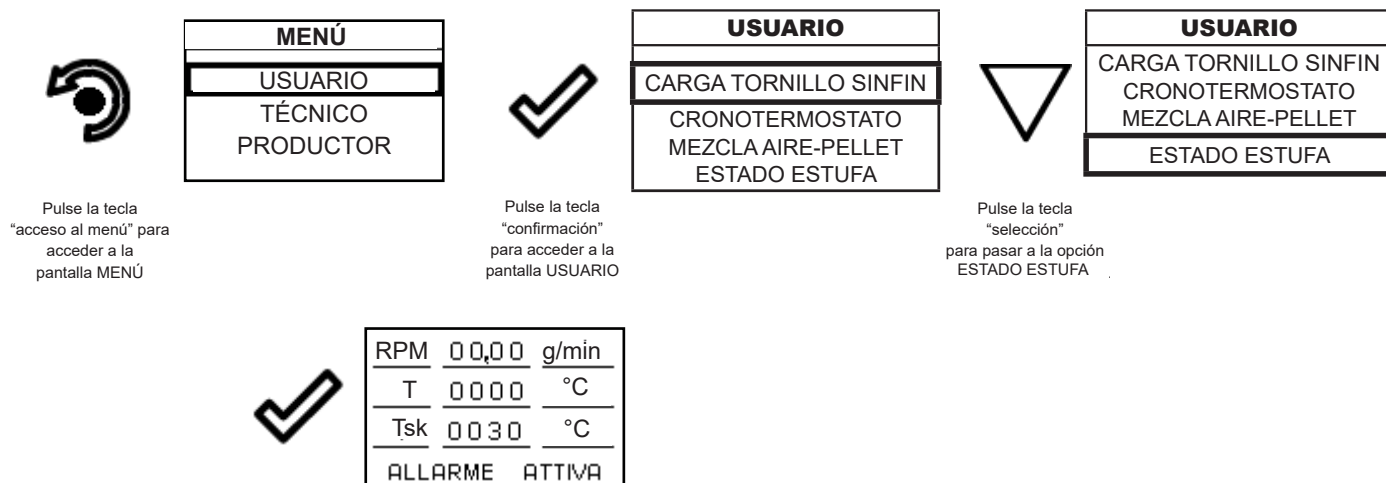 MENÚ
USUARIO
TÉCNICO
PRODUCTOR
Pulse la tecla
“acceso al menú” para
acceder a la
pantalla MENÚ
USUARIO
CARGA TORNILLO SINFIN
CRONOTERMOSTATO
MEZCLA AIRE-PELLET
ESTADO ESTUFA
Pulse la tecla
“confirmación”
para acceder a la
pantalla USUARIO
USUARIO
CARGA TORNILLO SINFIN
CRONOTERMOSTATO
MEZCLA AIRE-PELLET
ESTADO ESTUFA
Pulse la tecla
“selección”
para pasar a la opción
ESTADO ESTUFA
RPM 00,00 g/min
T 0000 °C
Tsk 0030 °C
ALLARME ATTIVA